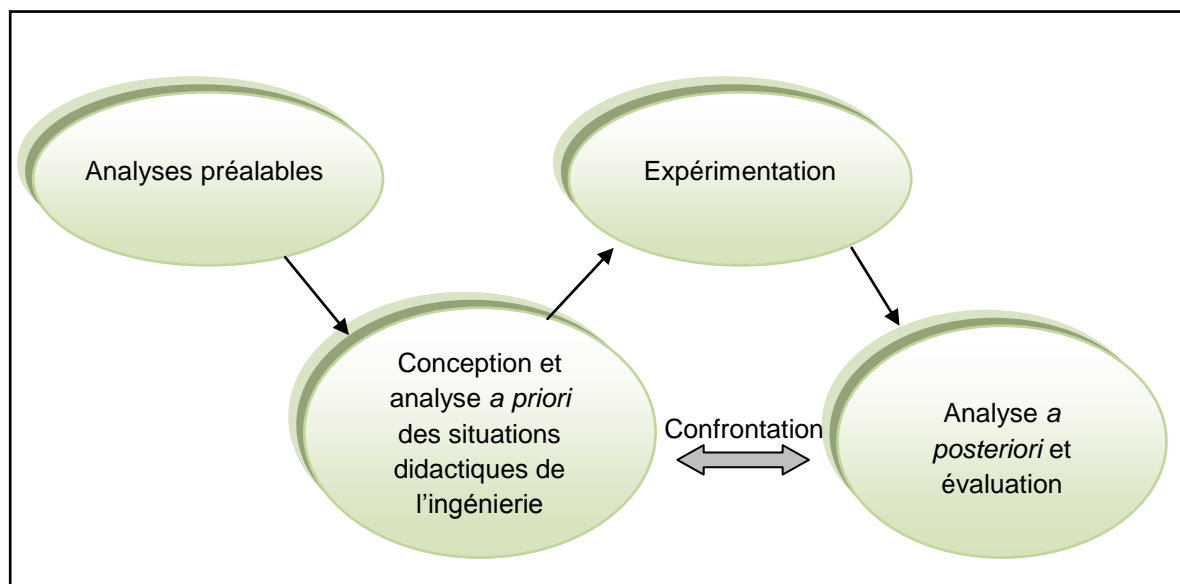 Analyses préalables
Expérimentation
Conception et
analyse a priori
des situations
didactiques de
l’ingénierie
Confrontation
Analyse a
posteriori et
évaluation